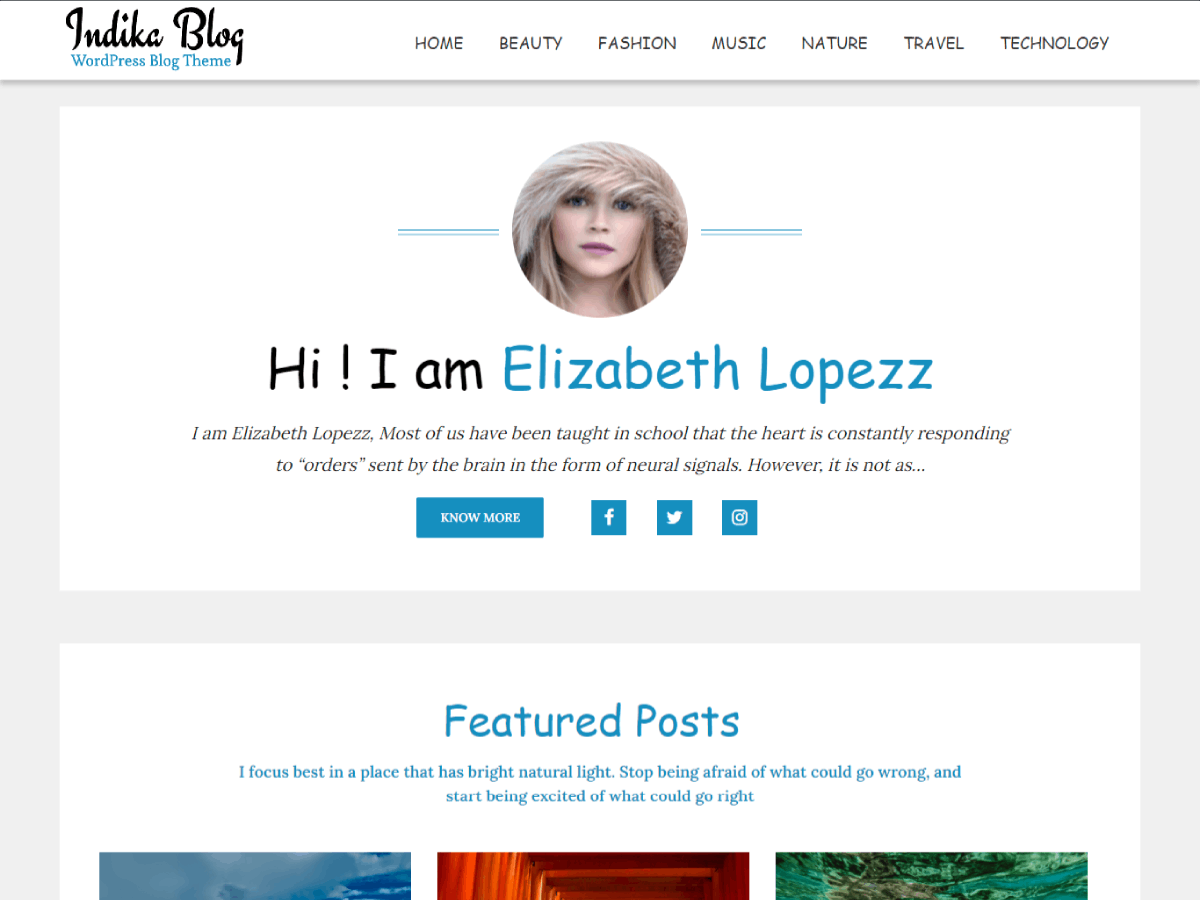 Indika Blog
WordPress Blog Theme
HOME BEAUTY FASHION MUSIC NATURE TRAVEL TECHNOLOGY
Hi ! I am Elizabeth Lopezz
I am Elizabeth Lopezz, Most of us have been taught in school that the heart is constantly responding
to “orders” sent by the brain in the form of neural signals. However, it is not as…
KNOW MORE
Featured Posts
I focus best in a place that has bright natural light. Stop being afraid of what could go wrong, and
start being excited of what could go right